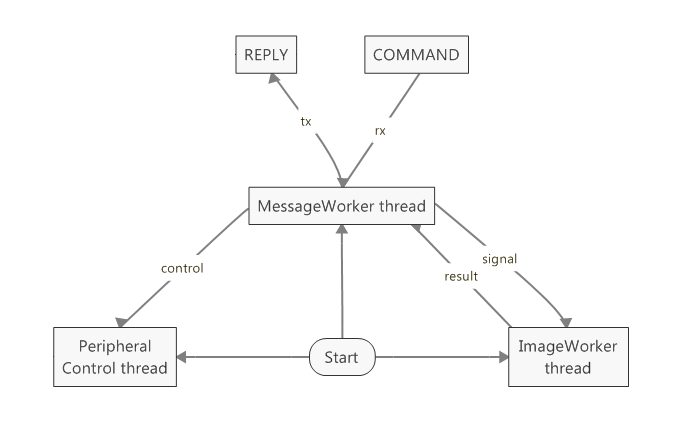 REPLY
COMMAND
tx
rx
MessageWorker thread
signal
control
result
Peripheral
Control thread
Start
ImageWorker
thread